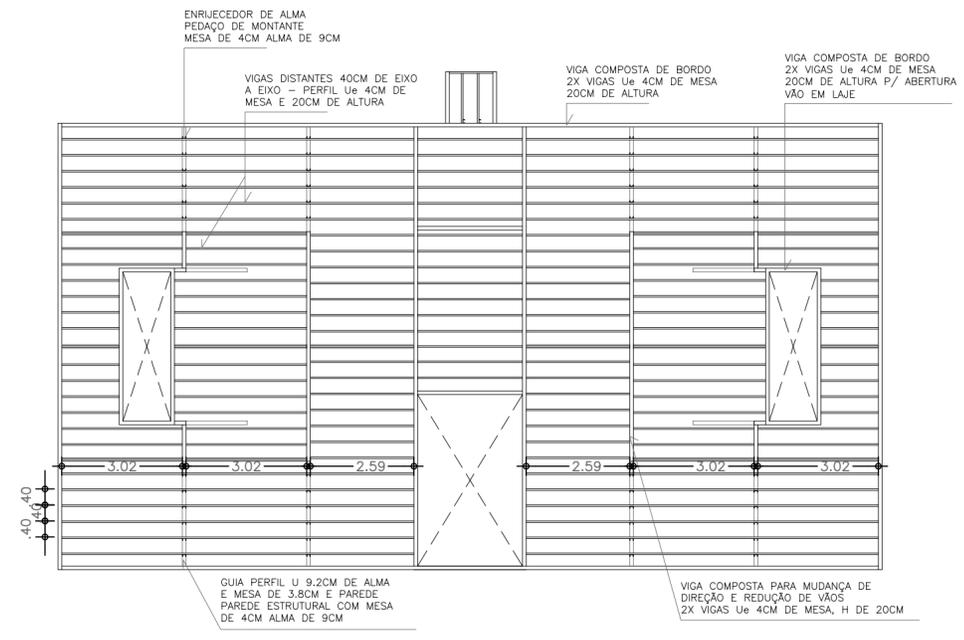 ENRIJECEDOR DE ALMA
PEDAÇO DE MONTANTE
MESA DE 4CM ALMA DE 9CM
VIGAS DISTANTES 40CM DE EIXO
A EIXO – PERFIL Ue 4CM DE
MESA E 20CM DE ALTURA
VIGA COMPOSTA DE BORDO
2X VIGAS Ue 4CM DE MESA
20CM DE ALTURA
VIGA COMPOSTA DE BORDO
2X VIGAS Ue 4CM DE MESA
20CM DE ALTURA P/ ABERTURA
VÃO EM LAJE
3.02
3.02
2.59
2.59
3.02
3.02
.40
.40
.40
GUIA PERFIL U 9.2CM DE ALMA
E MESA DE 3.8CM E PAREDE
PAREDE ESTRUTURAL COM MESA
DE 4CM ALMA DE 9CM
VIGA COMPOSTA PARA MUDANÇA DE
DIREÇÃO E REDUÇÃO DE VÃOS
2X VIGAS Ue 4CM DE MESA, H DE 20CM